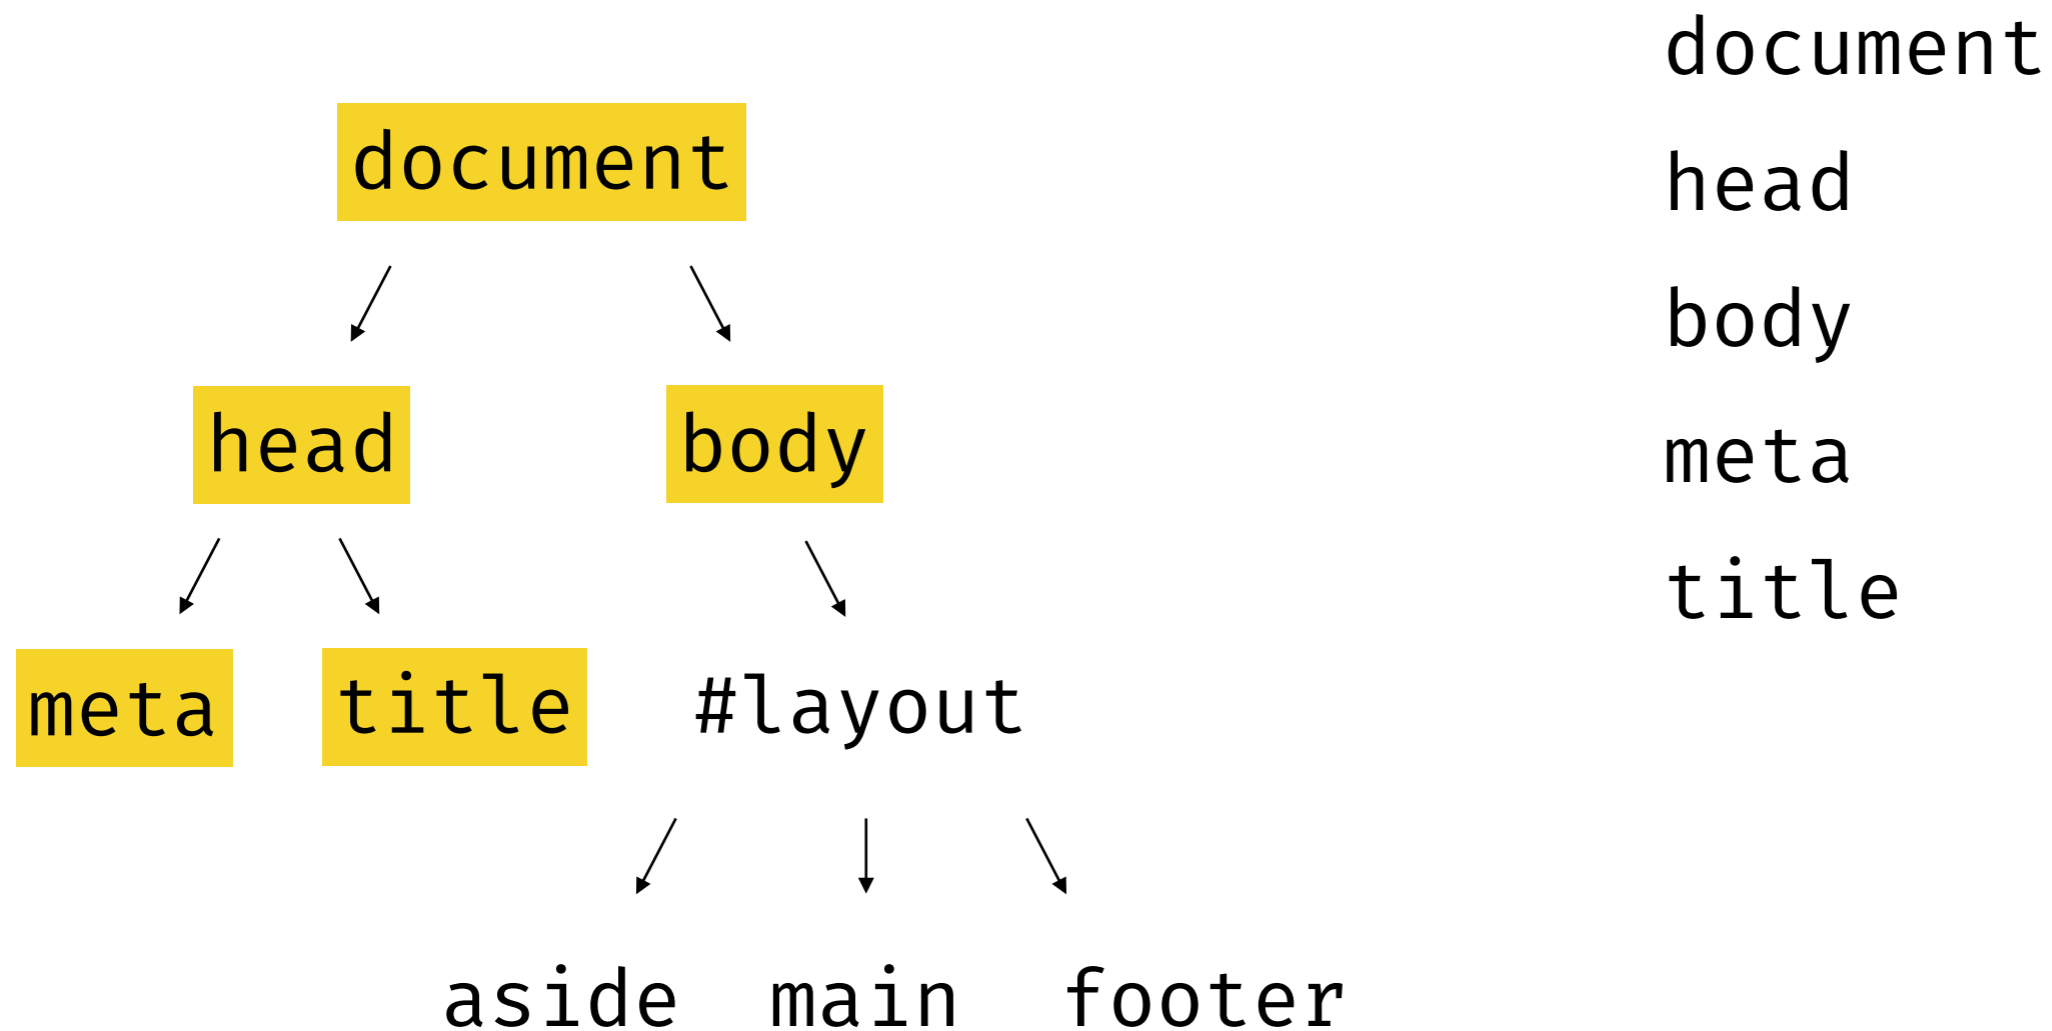 document
head
body
meta
title
#layout
aside
main
footer
document
head
body
meta
title